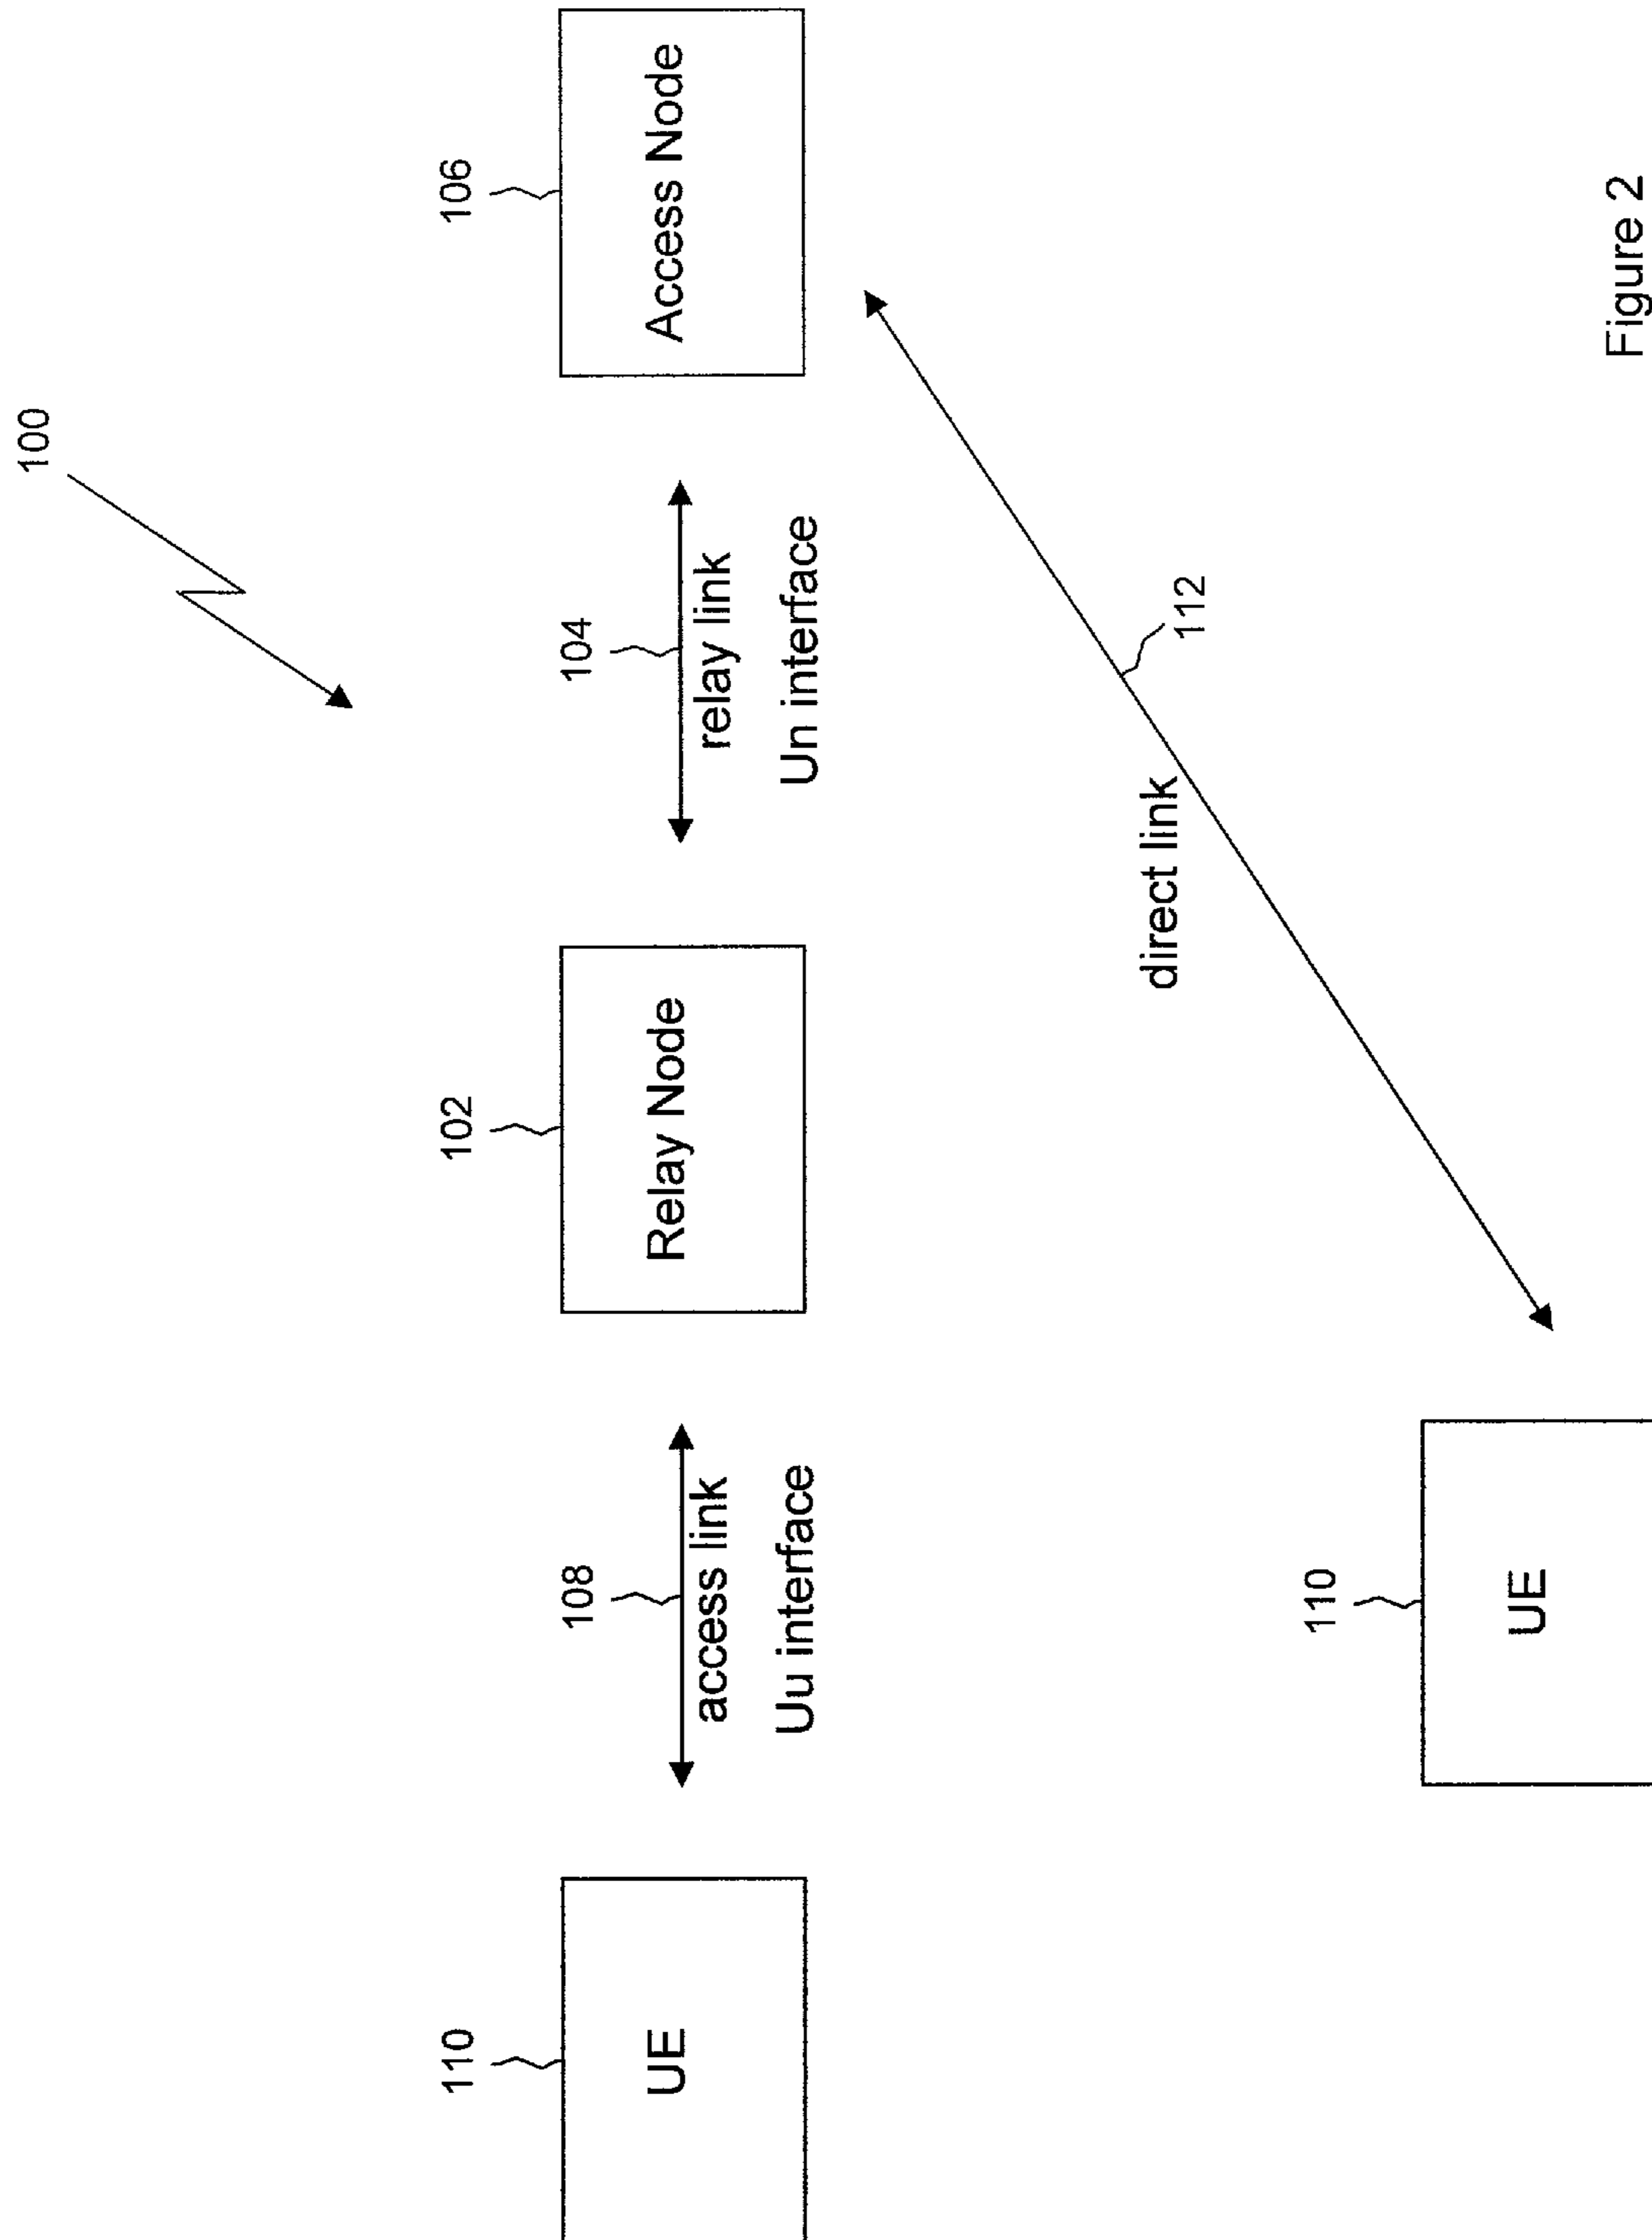 100
110
102
106
UE
Relay Node
Access Node
108
104
access link
relay link
Uu interface
Un interface
direct link
112
110
UE
Figure 2